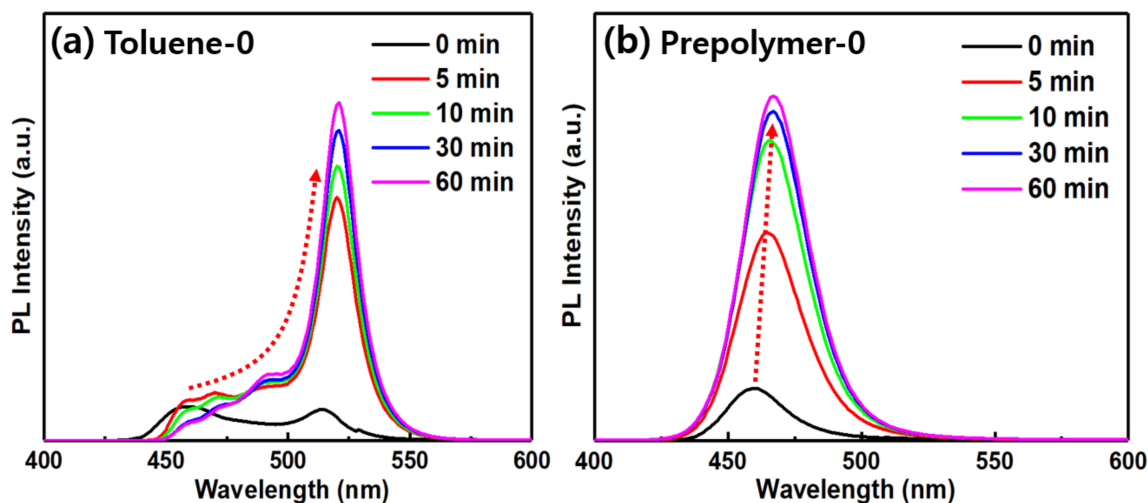 (a) Toluene-0
0 min
5 min
10 min
30 min
60 min
PL Intensity (a.u.)
400 450 500 550 600
Wavelength (nm)
(b) Prepolymer-0
0 min
5 min
10 min
30 min
60 min
PL Intensity (a.u.)
400 450 500 550 600
Wavelength (nm)